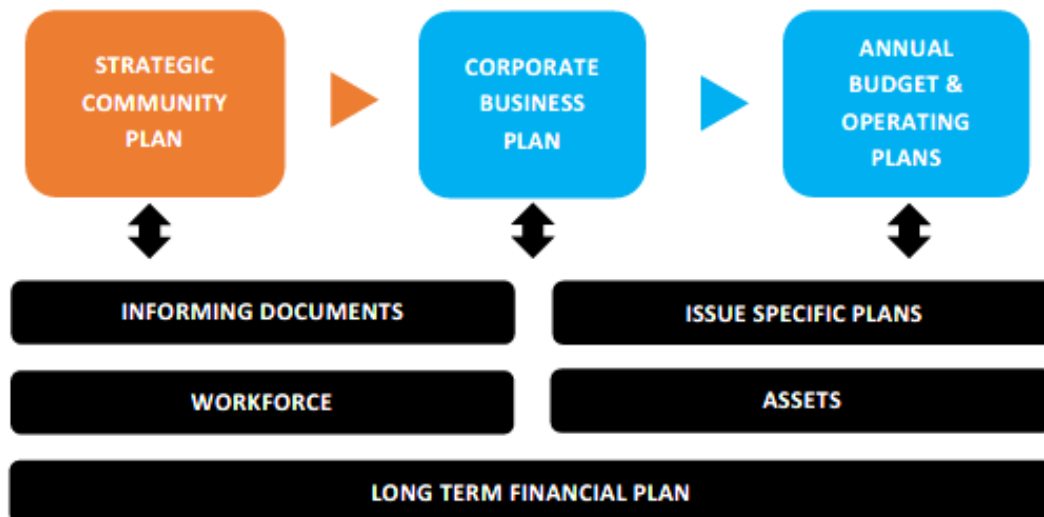 STRATEGIC
COMMUNITY
PLAN
CORPORATE
BUSINESS
PLAN
ANNUAL
BUDGET &
OPERATING
PLANS
INFORMING DOCUMENTS
ISSUE SPECIFIC PLANS
WORKFORCE
ASSETS
LONG TERM FINANCIAL PLAN